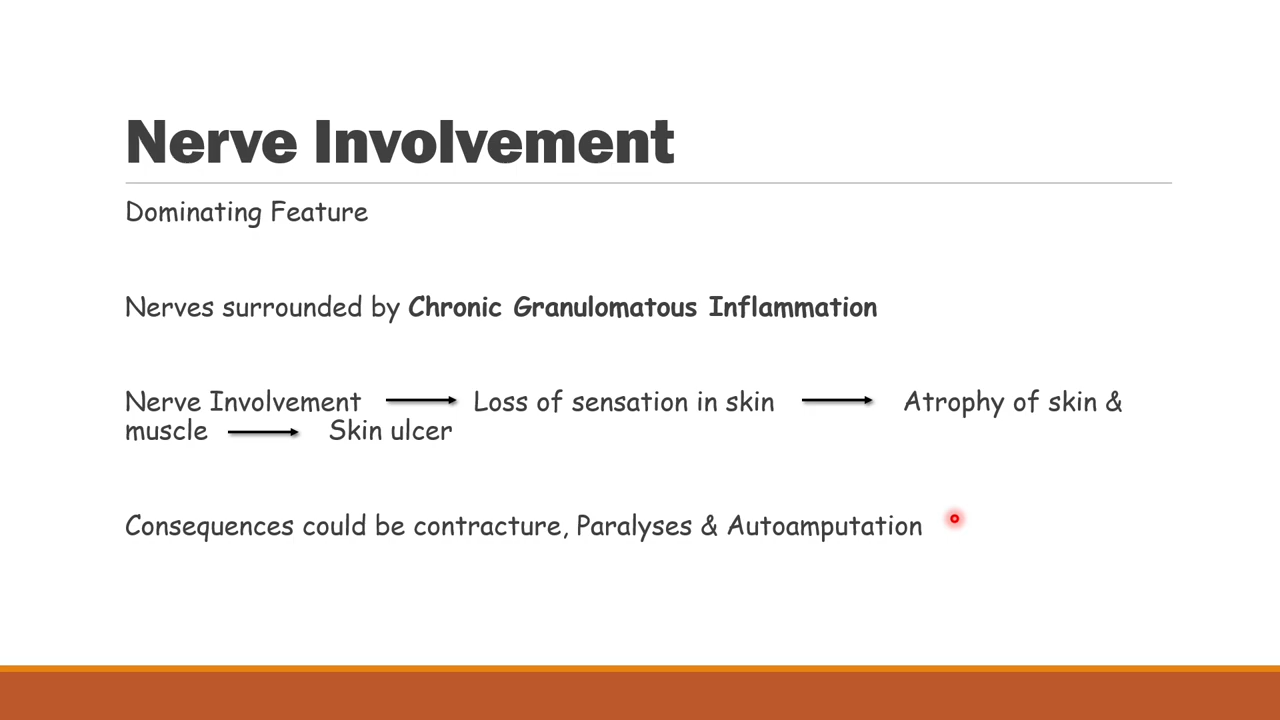 Nerve Involvement
Dominating Feature
Nerves surrounded by Chronic Granulomatous Inflammation
Nerve Involvement Loss of sensation in skin Atrophy of skin &
muscle Skin ulcer
Consequences could be contracture, Paralyses & Autoamputation